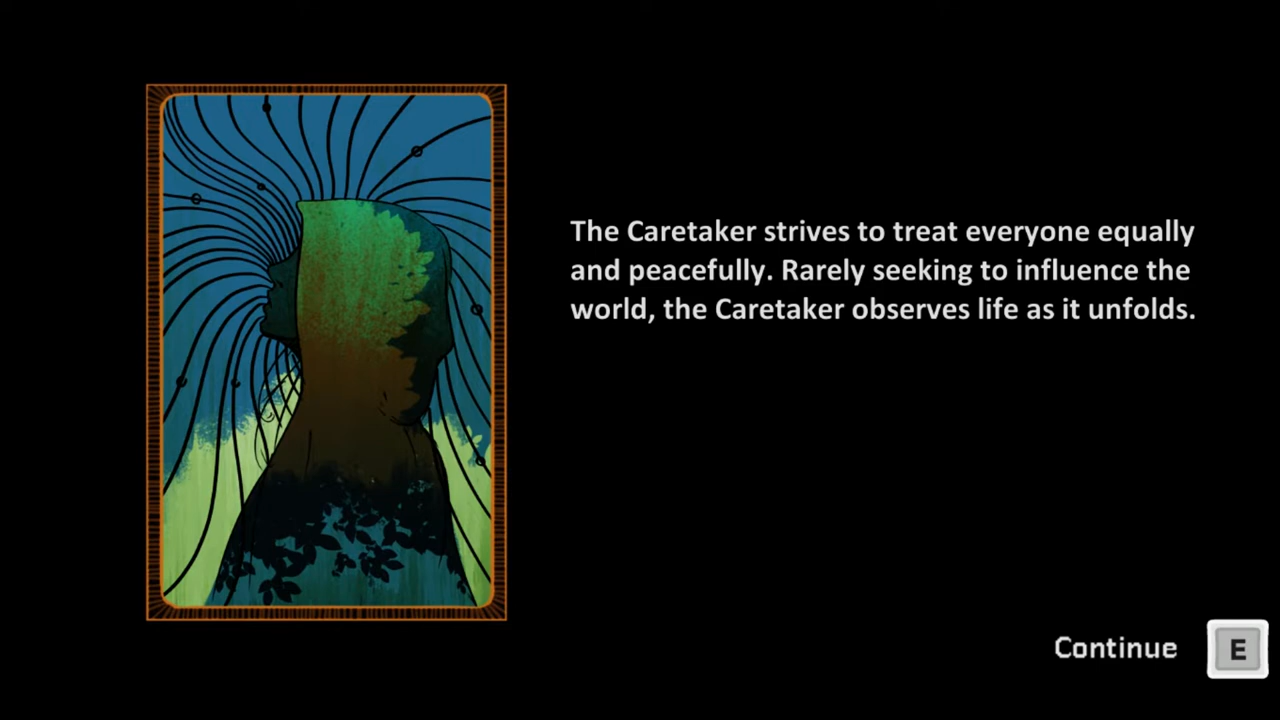 The Caretaker strives to treat everyone equally
and peacefully. Rarely seeking to influence the
world, the Caretaker observes life as it unfolds.
Continue E